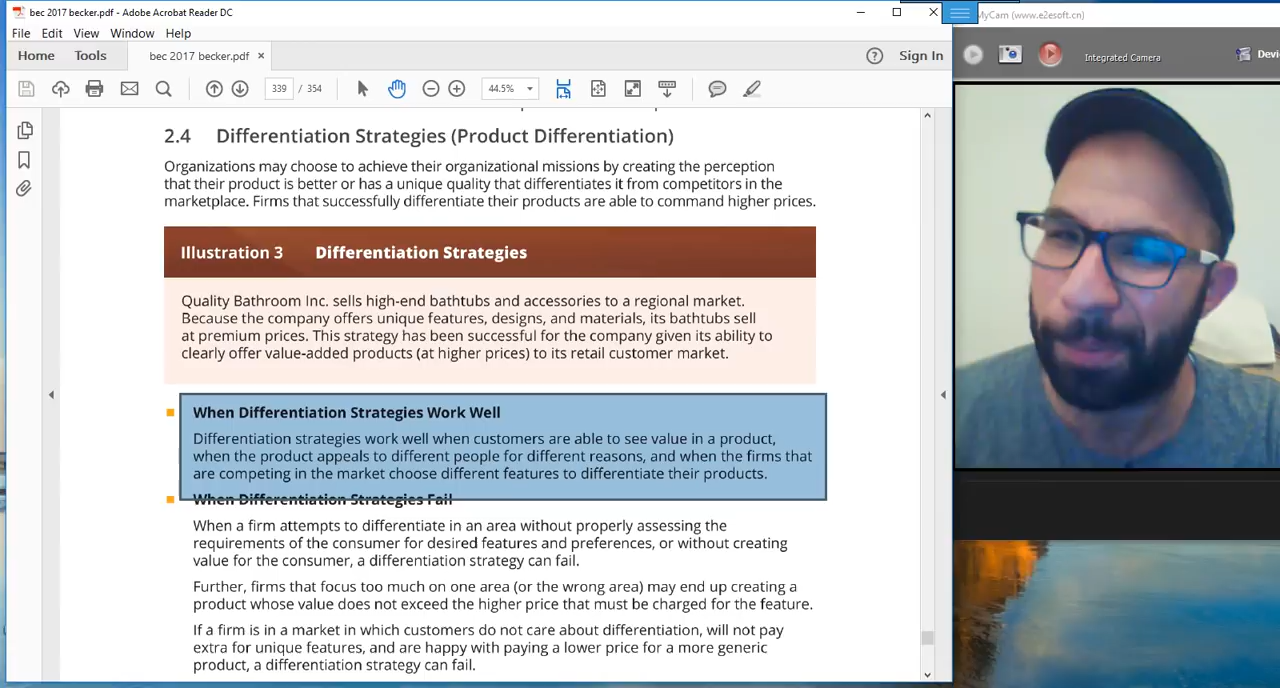 bec 2017 becker.pdf - Adobe Acrobat Reader DC
MyCam (www.e2esoft.cn)
File Edit View Window Help
Home Tools bec 2017 becker.pdf × Sign In
Integrated Camera
339 / 354 44.5%
2.4 Differentiation Strategies (Product Differentiation)
Organizations may choose to achieve their organizational missions by creating the perception
that their product is better or has a unique quality that differentiates it from competitors in the
marketplace. Firms that successfully differentiate their products are able to command higher prices.
Illustration 3 Differentiation Strategies
Quality Bathroom Inc. sells high-end bathtubs and accessories to a regional market.
Because the company offers unique features, designs, and materials, its bathtubs sell
at premium prices. This strategy has been successful for the company given its ability to
clearly offer value-added products (at higher prices) to its retail customer market.
When Differentiation Strategies Work Well
Differentiation strategies work well when customers are able to see value in a product,
when the product appeals to different people for different reasons, and when the firms that
are competing in the market choose different features to differentiate their products.
When Differentiation Strategies Fail
When a firm attempts to differentiate in an area without properly assessing the
requirements of the consumer for desired features and preferences, or without creating
value for the consumer, a differentiation strategy can fail.
Further, firms that focus too much on one area (or the wrong area) may end up creating a
product whose value does not exceed the higher price that must be charged for the feature.
If a firm is in a market in which customers do not care about differentiation, will not pay
extra for unique features, and are happy with paying a lower price for a more generic
product, a differentiation strategy can fail.